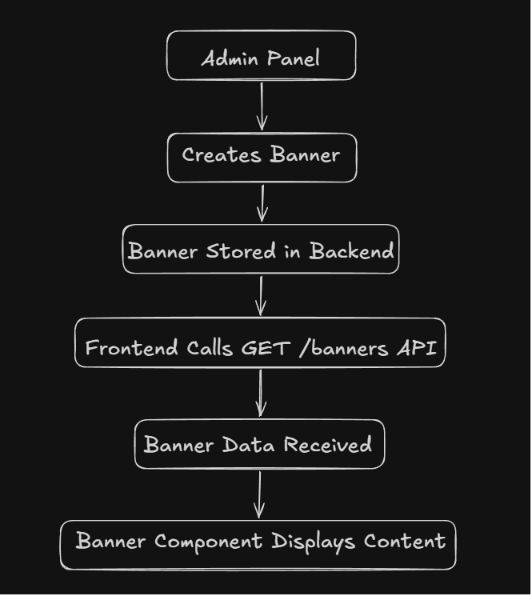 Admin Panel
Creates Banner
Banner Stored in Backend
Frontend Calls GET /banners API
Banner Data Received
Banner Component Displays Content